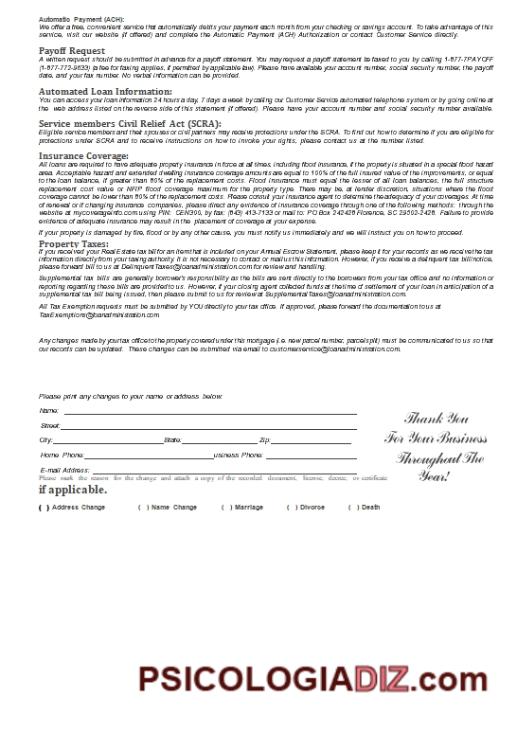 Automatic Payment (ACH):
We offer a free, convenient service that automatically debits your payment each month from your checking or savings account. To take advantage of this
service, visit our website (if offered) and complete the Automatic Payment (ACH) Authorization or contact Customer Service directly.
Payoff Request
A written request should be submitted in advance for a payoff statement. You may request a payoff statement be faxed to you by calling 1-877-7PAYOFF
(1-877-772-9633) (a fee for faxing applies, if permitted by applicable law). Please have available your account number, social security number, the payoff
date, and your fax number. No verbal information can be provided.
Automated Loan Information:
You can access your loan information 24 hours a day, 7 days a week by calling our Customer Service automated telephone system or by going online at
the web address listed on the reverse side of this statement (if offered). Please have your account number and social security number available.
Service members Civil Relief Act (SCRA):
Eligible service members and their spouses or civil partners may receive protections under the SCRA. To find out how to determine if you are eligible for
protections under SCRA and to receive instructions on how to invoke your rights, please contact us at the number listed.
Insurance Coverage:
All loans are required to have adequate property insurance in force at all times, including flood insurance, if the property is situated in a special flood hazard
area. Acceptable hazard and extended dwelling insurance coverage amounts are equal to 100% of the full insured value of the improvements, or equal
to the loan balance, if greater than 80% of the replacement costs. Flood insurance must equal the lesser of all loan balances, the full structure
replacement cost value or NFIP flood coverage maximum for the property type. There may be, at lender discretion, situations where the flood
coverage cannot be lower than 80% of the replacement costs. Please consult your insurance agent to determine the adequacy of your coverages. At time
of renewal or if changing insurance companies, please direct any evidence of insurance coverage through one of the following methods: through the
website at mycoverageinfo.com using PIN: CEN300, by fax: (843) 413-7133 or mail to: PO Box 242428 Florence, SC 29002-2428. Failure to provide
evidence of adequate insurance may result in the placement of coverage at your expense.
If your property is damaged by fire, flood or by any other cause, you must notify us immediately and we will instruct you on how to proceed.
Property Taxes:
If you received your Real Estate tax bill for an item that is included on your Annual Escrow Statement, please keep it for your records as we receive the tax
information directly from your taxing authority. It is not necessary to contact or mail us this information. However, if you receive a delinquent tax bill/notice,
please forward bill to us at DelinquentTaxes@loanadministration.com for review and handling.
Supplemental tax bills are generally borrower's responsibility as the bills are sent directly to the borrowers from your tax office and no information or
reporting regarding these bills are provided to us. However, if your closing agent collected funds at the time of settlement of your loan in anticipation of a
supplemental tax bill being issued, then please submit to us for review at SupplementalTaxes@loanadministration.com.
All Tax Exemption requests must be submitted by YOU directly to your tax office. If approved, please forward the documentation to us at
TaxExemptions@loanadministration.com
Any changes made by your tax office to the property covered under this mortgage (i.e. new parcel number, parcel split) must be communicated to us so that
our records can be updated. These changes can be submitted via email to customerservice@loanadministration.com.
Please print any changes to your name or address below.
Name:
Street:
City: State: Zip:
Home Phone: usiness Phone:
E-mail Address:
Please mark the reason for the change and attach a copy of the recorded document, license, decree, or certificate
if applicable.
( ) Address Change ( ) Name Change ( ) Marriage ( ) Divorce ( ) Death
Thank You
For Your Business
Throughout The
Year!
PSICOLOGIADIZ.com